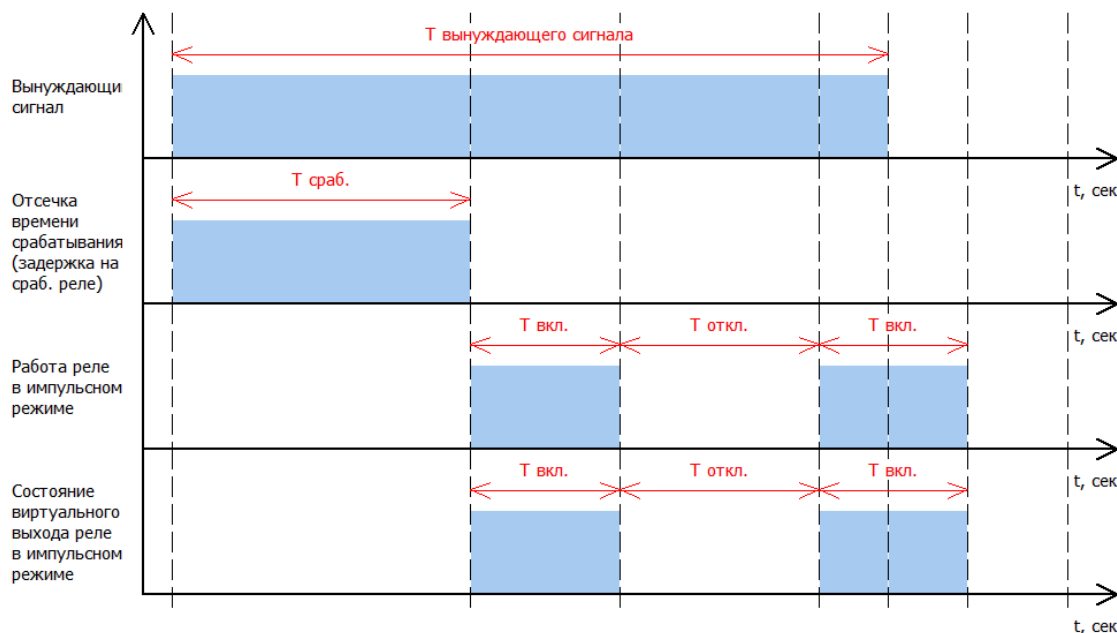 Т вынуждающего сигнала
Вынуждающи
сигнал
t, сек
Т сраб.
Отсечка
времени
срабатывания
(задержка на
сраб. реле)
t, сек
Т вкл.
Т откл.
Т вкл.
Работа реле
в импульсном
режиме
t, сек
Т вкл.
Т откл.
Т вкл.
Состояние
виртуального
выхода реле
в импульсном
режиме
t, сек